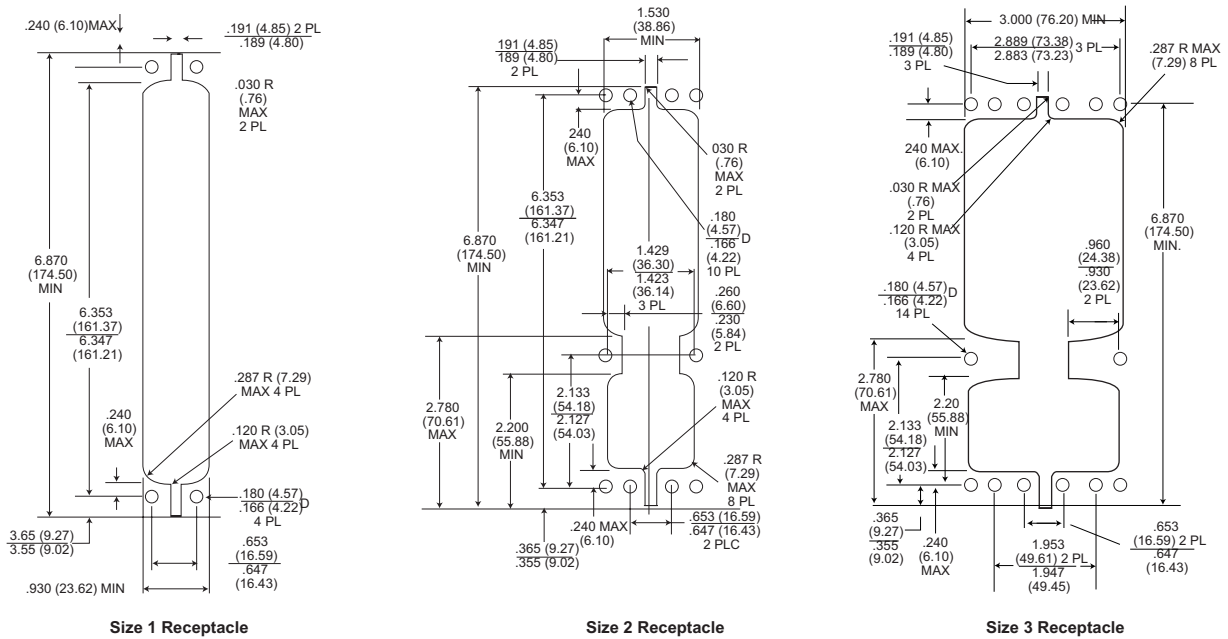 .240 (6.10)MAX
.191 (4.85) 2 PL
.189 (4.80)
.030 R
(.76)
MAX
2 PL
6.870
(174.50)
MIN
6.353
(161.37)
6.347
(161.21)
.287 R (7.29)
MAX 4 PL
.240
(6.10)
MAX
.120 R (3.05)
MAX 4 PL
.180 (4.57)
.166 (4.22)
D
4 PL
3.65 (9.27)
3.55 (9.02)
.653
(16.59)
.647
(16.43)
.930 (23.62) MIN
Size 1 Receptacle
1.530
(38.86)
MIN
191 (4.85)
189 (4.80)
2 PL
.240
(6.10)
MAX
030 R
(.76)
MAX
2 PL
6.353
(161.37)
6.347
(161.21)
6.870
(174.50)
MIN
.180
(4.57)
.166
(4.22)
D
10 PL
1.429
(36.30)
1.423
(36.14)
3 PL
.260
(6.60)
.230
(5.84)
2 PL
2.780
(70.61)
MAX
2.200
(55.88)
MIN
2.133
(54.18)
2.127
(54.03)
.120 R
(3.05)
MAX
4 PL
.287 R
(7.29)
MAX
8 PL
.240 MAX
(6.10)
.653 (16.59)
.647 (16.43)
2 PLC
.365 (9.27)
.355 (9.02)
Size 2 Receptacle
3.000 (76.20) MIN
.191 (4.85)
.189 (4.80)
3 PL
2.889 (73.38)
2.883 (73.23)
3 PL
.287 R MAX
(7.29) 8 PL
240 MAX.
(6.10)
.030 R MAX
(.76)
2 PL
.120 R MAX
(3.05)
4 PL
6.870
(174.50)
MIN.
.960
(24.38)
.930
(23.62)
2 PL
.180 (4.57)
.166 (4.22)
D
14 PL
2.780
(70.61)
MAX
2.133
(54.18)
2.127
(54.03)
2.20
(55.88)
MIN
.365
(9.27)
.355
(9.02)
.240
(6.10)
MAX
1.953
(49.61) 2 PL
1.947
(49.45)
.653
(16.59) 2 PL
.647
(16.43)
Size 3 Receptacle